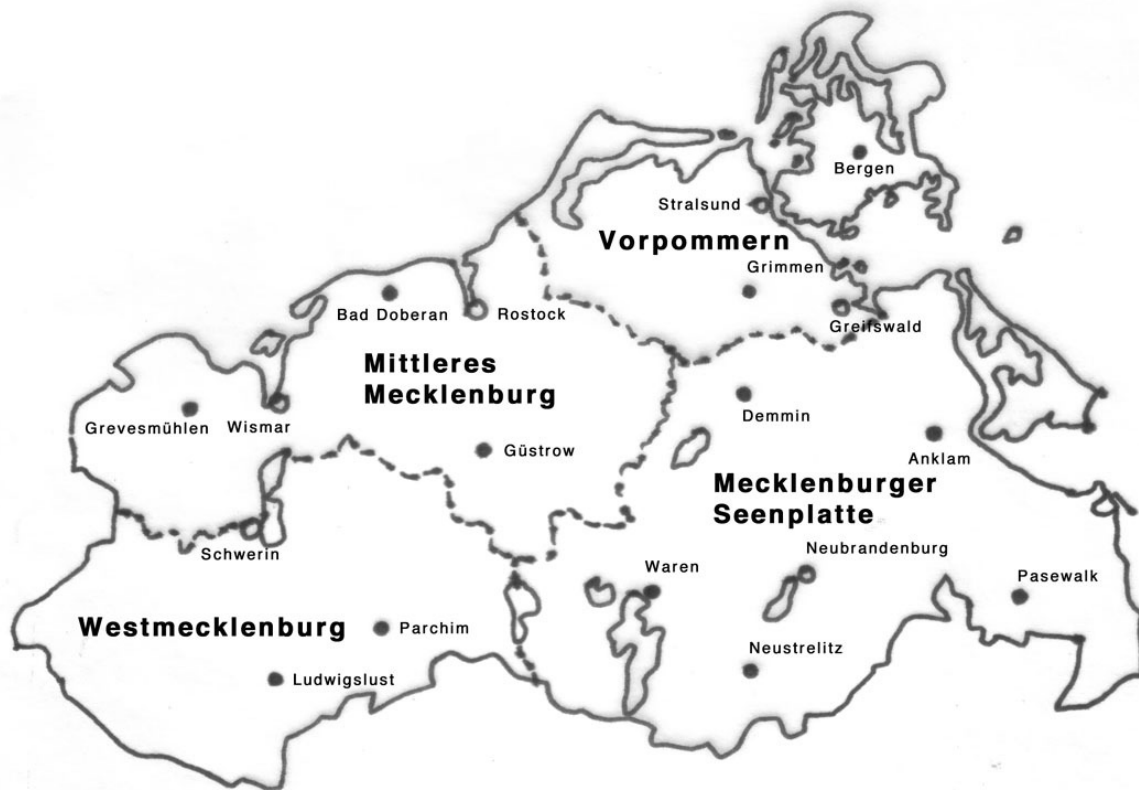 Bergen
Stralsund
Vorpommern
Grimmen
Bad Doberan
Rostock
Greifswald
Mittleres
Mecklenburg
Demmin
Grevesmühlen
Wismar
Güstrow
Anklam
Mecklenburger
Seenplatte
Schwerin
Neubrandenburg
Waren
Pasewalk
Westmecklenburg
Parchim
Neustrelitz
Ludwigslust